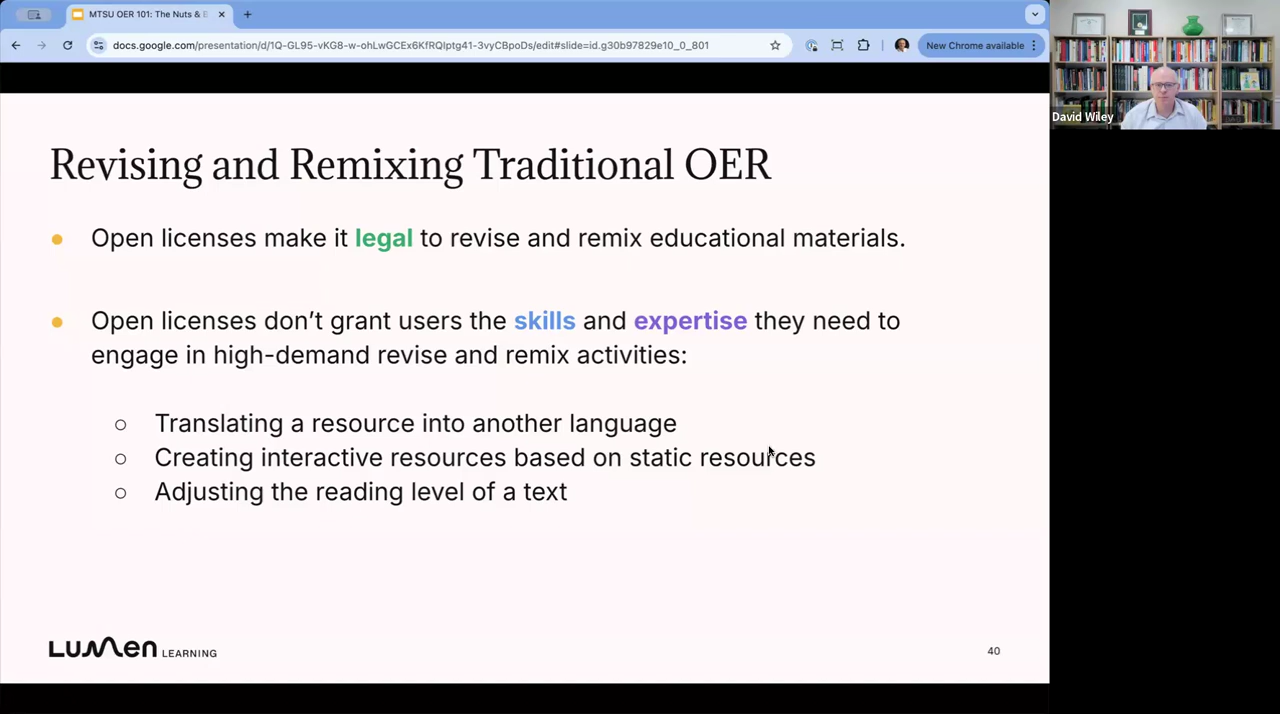 MTSU OER 101: The Nuts & B
docs.google.com/presentation/d/1Q-GL95-vKG8-w-ohLwGCEx6KfRQlptg41-3vyCBpoDs/edit#slide=id.g30b97829e10_0_801
New Chrome available
David Wiley
Revising and Remixing Traditional OER
Open licenses make it legal to revise and remix educational materials.
Open licenses don’t grant users the skills and expertise they need to
engage in high-demand revise and remix activities:
Translating a resource into another language
Creating interactive resources based on static resources
Adjusting the reading level of a text
LUMEN LEARNING
40